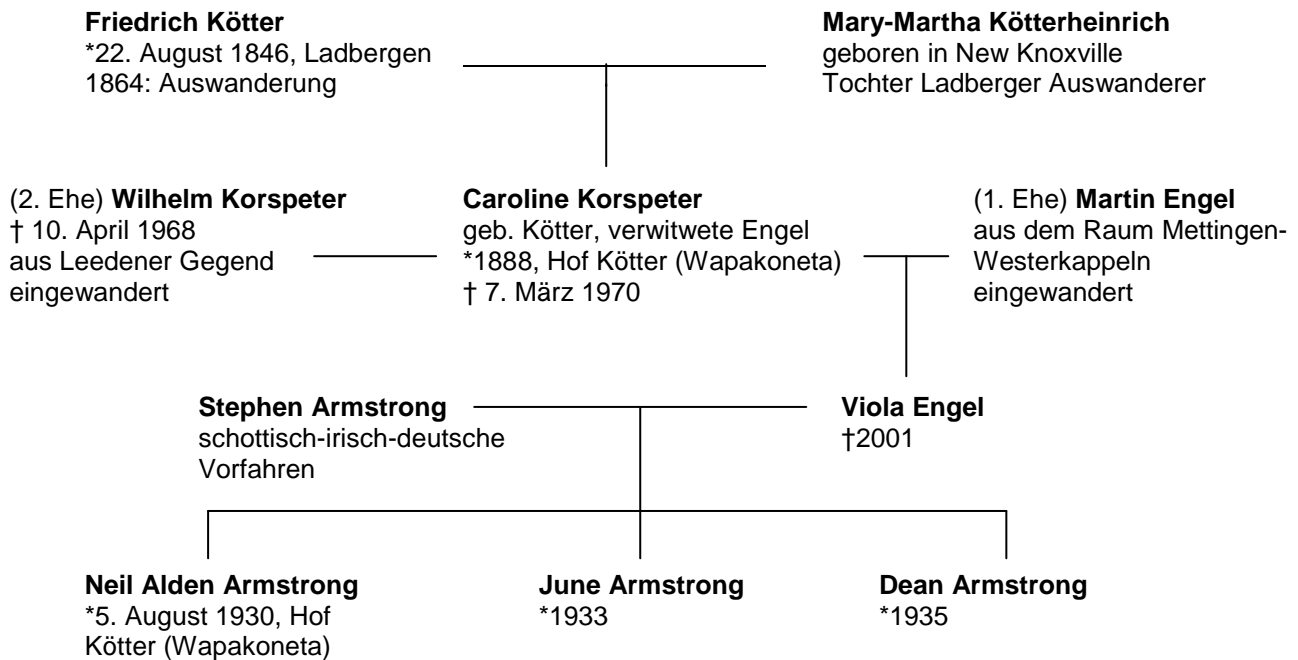 Friedrich Kötter
*22. August 1846, Ladbergen
1864: Auswanderung
Mary-Martha Kötterheinrich
geboren in New Knoxville
Tochter Ladberger Auswanderer
(2. Ehe) Wilhelm Korspeter
† 10. April 1968
aus Leedener Gegend
eingewandert
Caroline Korspeter
geb. Kötter, verwitwete Engel
*1888, Hof Kötter (Wapakoneta)
† 7. März 1970
(1. Ehe) Martin Engel
aus dem Raum Mettingen-
Westerkappeln
eingewandert
Stephen Armstrong
schottisch-irisch-deutsche
Vorfahren
Viola Engel
†2001
Neil Alden Armstrong
*5. August 1930, Hof
Kötter (Wapakoneta)
June Armstrong
*1933
Dean Armstrong
*1935